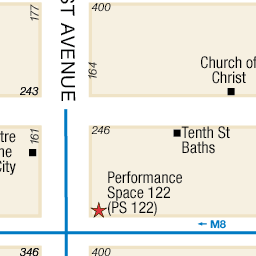 177
400
ST AVENUE
164
Church of
Christ
243
246
161
Tenth St
Baths
tre
ne
City
Performance
Space 122
(PS 122)
← M8
346
400